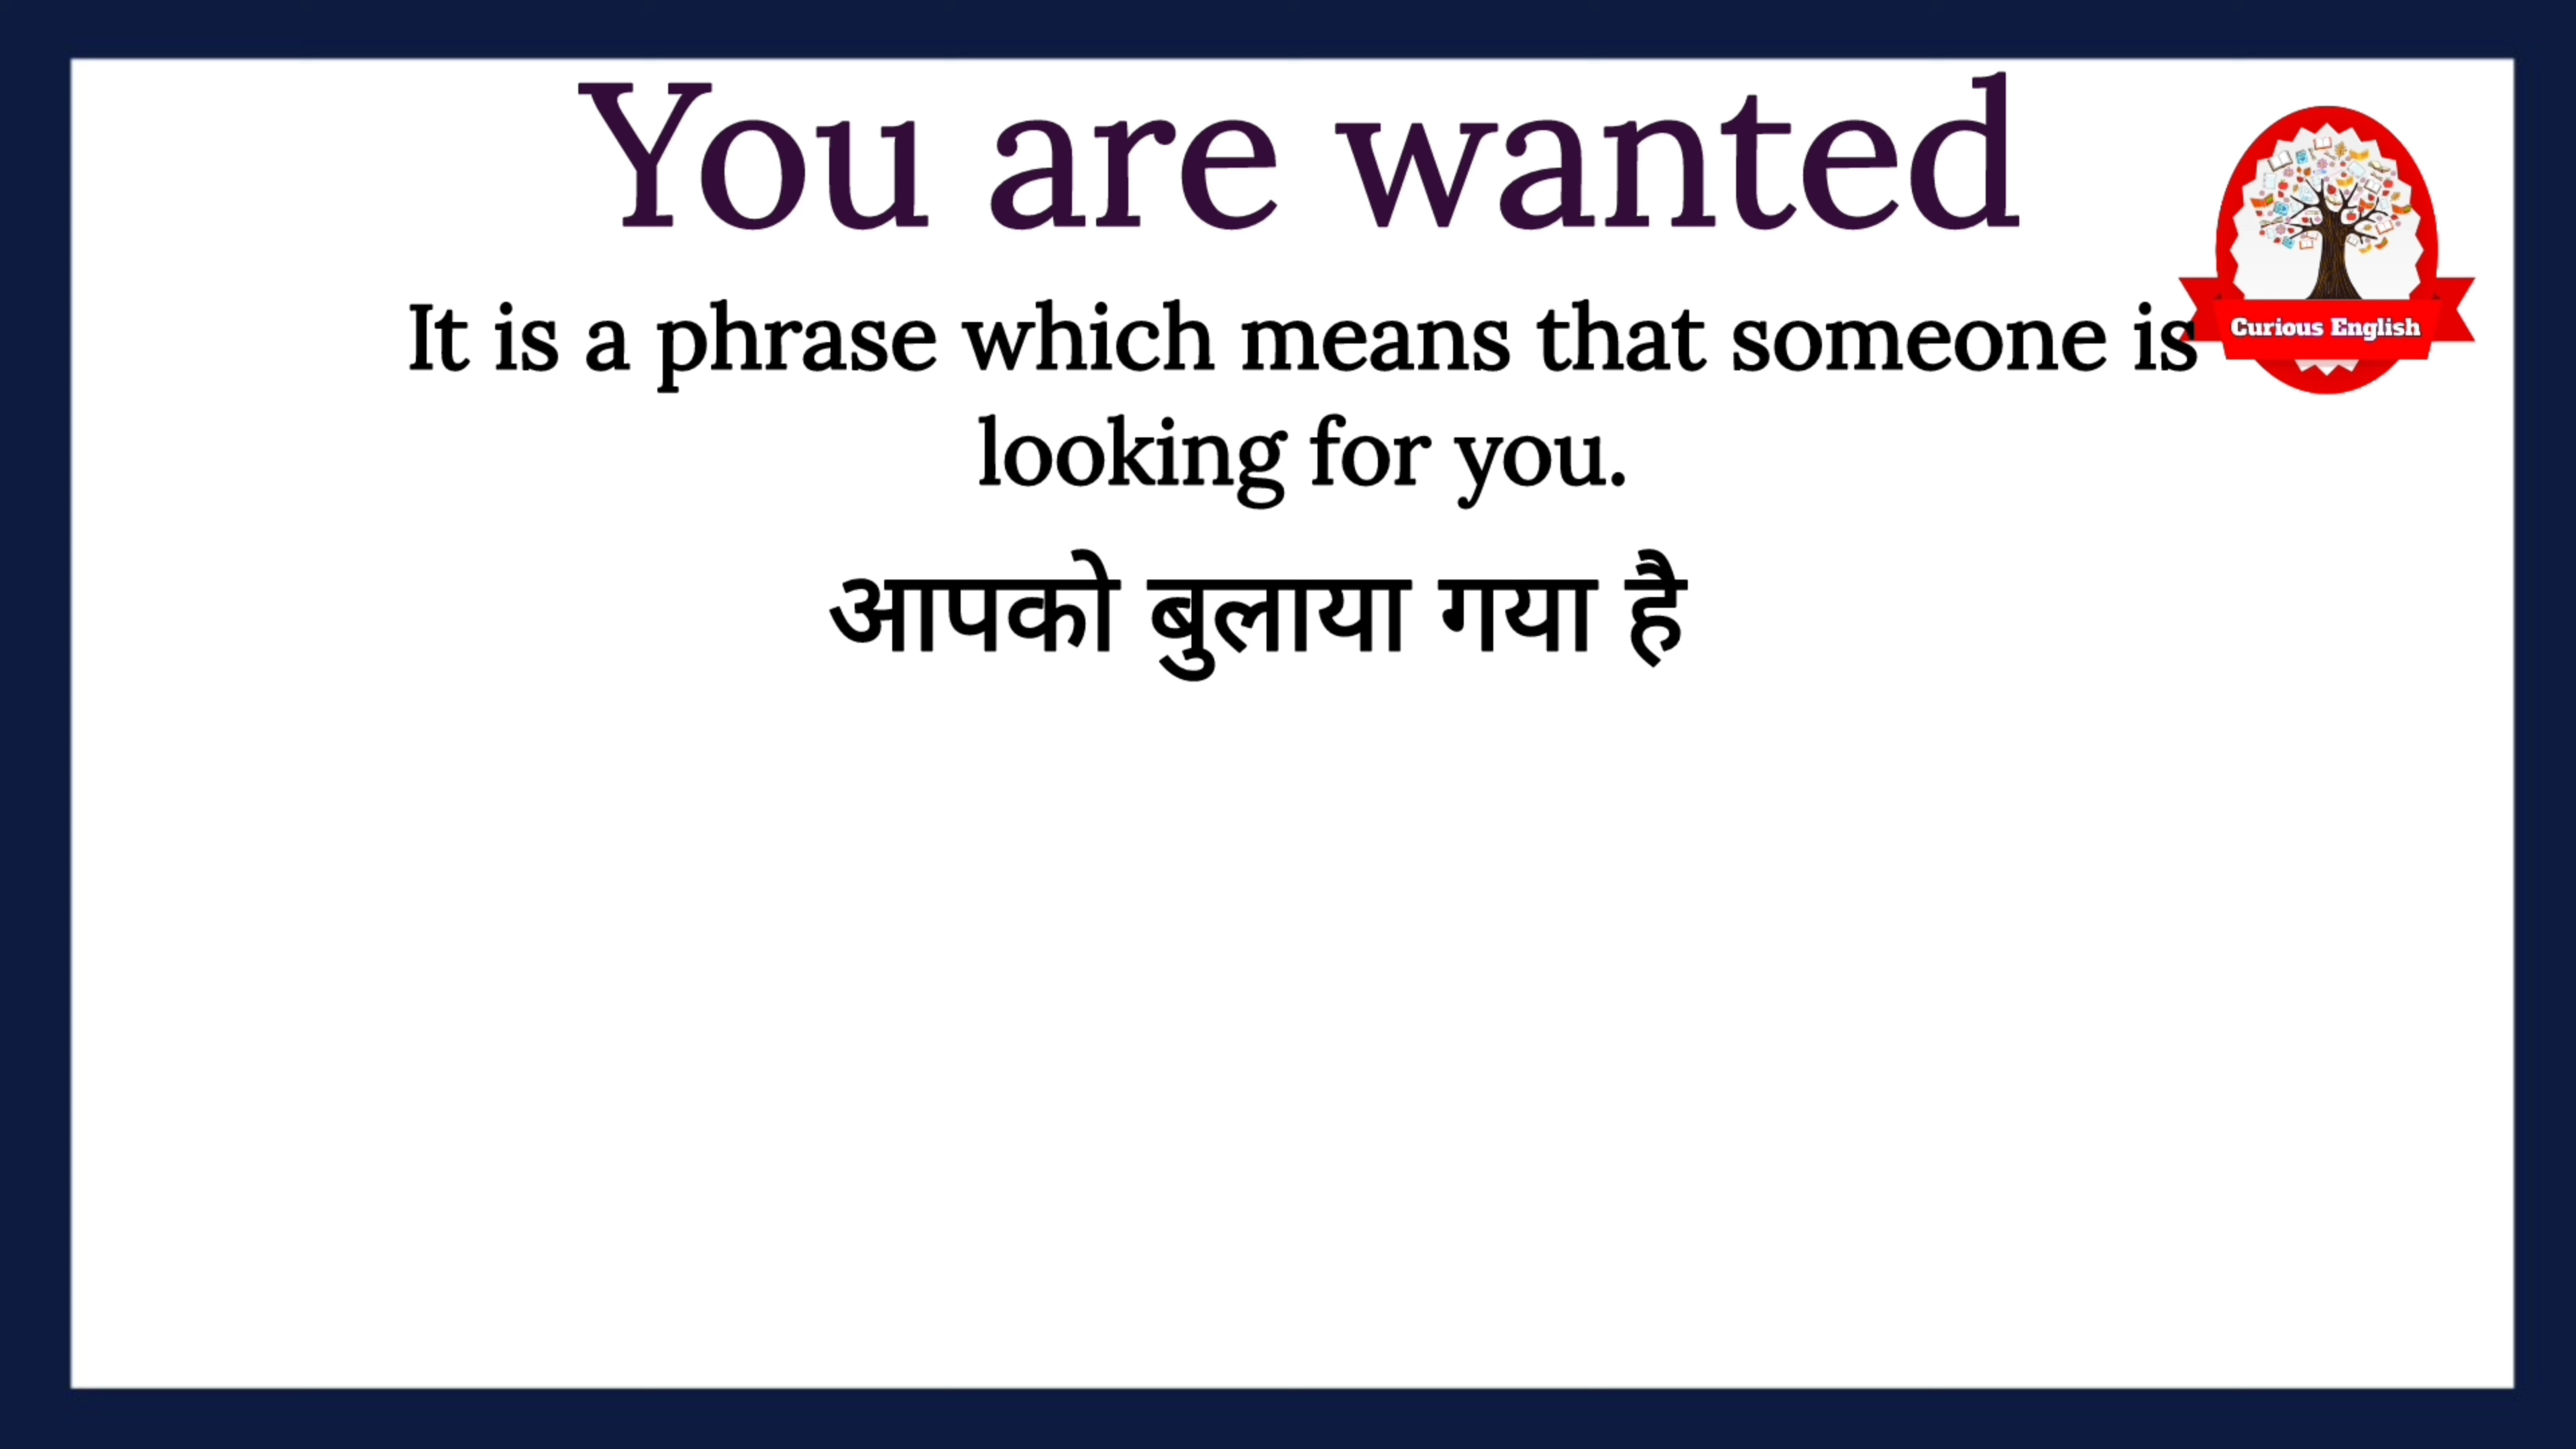 You are wanted
It is a phrase which means that someone is
looking for you.
आपको बुलाया गया है
Curious English